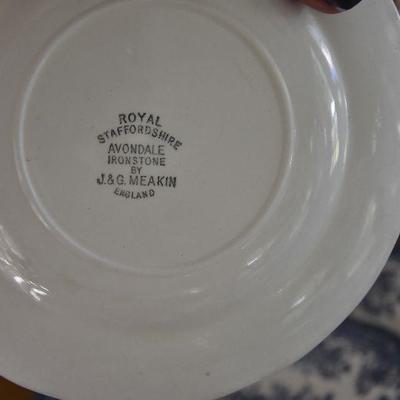 ROYAL
STAFFORDSHIRE
AVONDALE
IRONSTONE
BY
J.&G. MEAKIN
ENGLAND